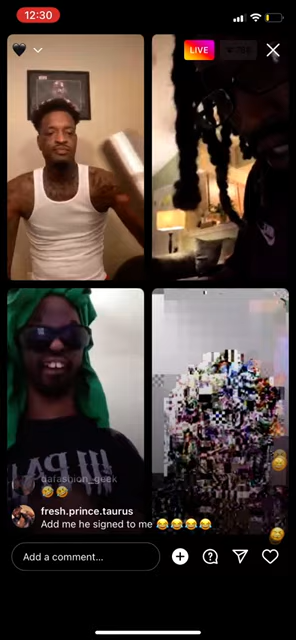 12:30
LIVE
dafashion_geek
🤣🤣
fresh.prince.taurus
Add me he signed to me 😂😂😂😂
Add a comment...